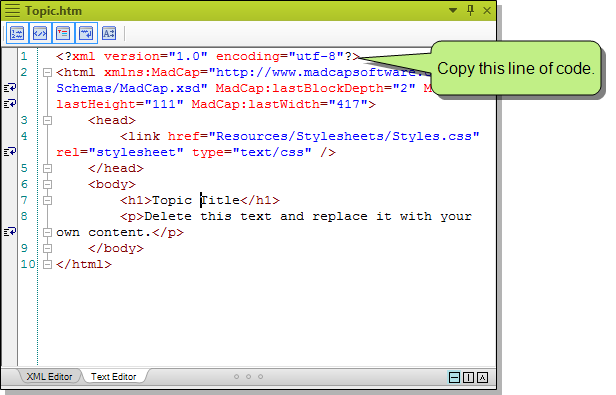 Topic.htm
1 <?xml version="1.0" encoding="utf-8"?>
Copy this line of code.
2 <html xmlns:MadCap="http://www.madcapsoftware.
Schemas/MadCap.xsd" MadCap:lastBlockDepth="2" M
lastHeight="111" MadCap:lastWidth="417">
3 <head>
4 <link href="Resources/Stylesheets/Styles.css"
rel="stylesheet" type="text/css" />
5 </head>
6 <body>
7 <h1>Topic Title</h1>
8 <p>Delete this text and replace it with your
own content.</p>
9 </body>
10 </html>
XML Editor Text Editor